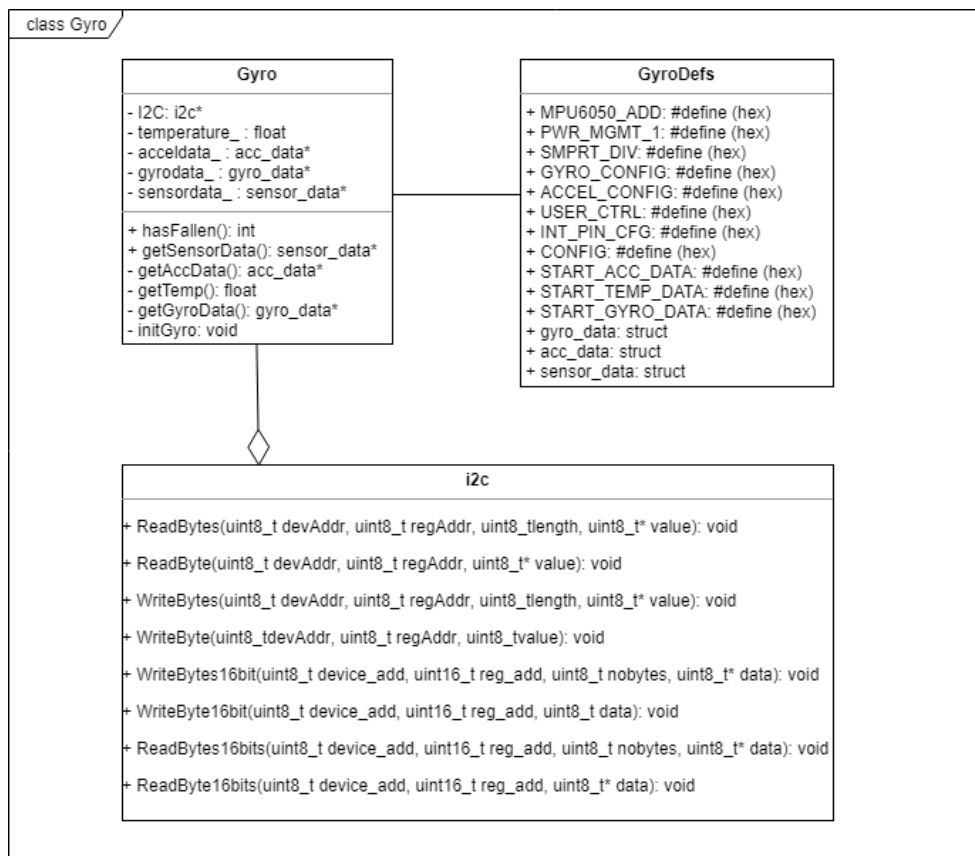 class Gyro
Gyro
- I2C: i2c*
- temperature_ : float
- acceldata_ : acc_data*
- gyrodata_ : gyro_data*
- sensordata_ : sensor_data*
+ hasFallen(): int
+ getSensorData(): sensor_data*
- getAccData(): acc_data*
- getTemp(): float
- getGyroData(): gyro_data*
- initGyro: void
GyroDefs
+ MPU6050_ADD: #define (hex)
+ PWR_MGMT_1: #define (hex)
+ SMPRT_DIV: #define (hex)
+ GYRO_CONFIG: #define (hex)
+ ACCEL_CONFIG: #define (hex)
+ USER_CTRL: #define (hex)
+ INT_PIN_CFG: #define (hex)
+ CONFIG: #define (hex)
+ START_ACC_DATA: #define (hex)
+ START_TEMP_DATA: #define (hex)
+ START_GYRO_DATA: #define (hex)
+ gyro_data: struct
+ acc_data: struct
+ sensor_data: struct
i2c
+ ReadBytes(uint8_t devAddr, uint8_t regAddr, uint8_tlength, uint8_t* value): void
+ ReadByte(uint8_t devAddr, uint8_t regAddr, uint8_t* value): void
+ WriteBytes(uint8_t devAddr, uint8_t regAddr, uint8_tlength, uint8_t* value): void
+ WriteByte(uint8_tdevAddr, uint8_t regAddr, uint8_tvalue): void
+ WriteBytes16bit(uint8_t device_add, uint16_t reg_add, uint8_t nobytes, uint8_t* data): void
+ WriteByte16bit(uint8_t device_add, uint16_t reg_add, uint8_t data): void
+ ReadBytes16bits(uint8_t device_add, uint16_t reg_add, uint8_t nobytes, uint8_t* data): void
+ ReadByte16bits(uint8_t device_add, uint16_t reg_add, uint8_t* data): void